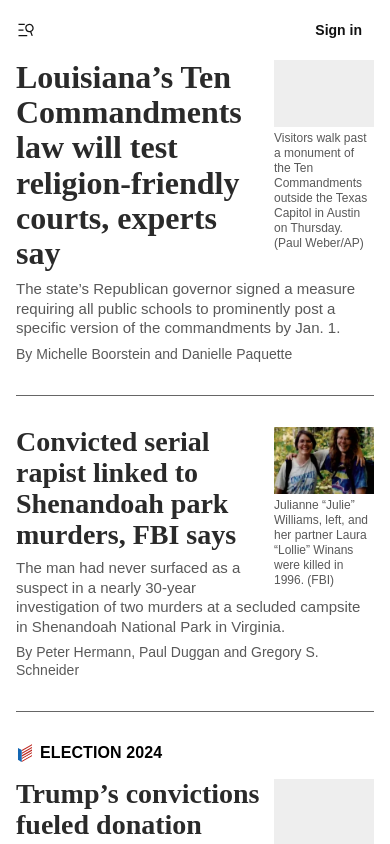 Sign in
Louisiana’s Ten
Commandments
law will test
religion-friendly
courts, experts
say
Visitors walk past
a monument of
the Ten
Commandments
outside the Texas
Capitol in Austin
on Thursday.
(Paul Weber/AP)
The state’s Republican governor signed a measure
requiring all public schools to prominently post a
specific version of the commandments by Jan. 1.
By Michelle Boorstein and Danielle Paquette
Convicted serial
rapist linked to
Shenandoah park
murders, FBI says
Julianne “Julie”
Williams, left, and
her partner Laura
“Lollie” Winans
were killed in
1996. (FBI)
The man had never surfaced as a
suspect in a nearly 30-year
investigation of two murders at a secluded campsite
in Shenandoah National Park in Virginia.
By Peter Hermann, Paul Duggan and Gregory S.
Schneider
ELECTION 2024
Trump’s convictions
fueled donation